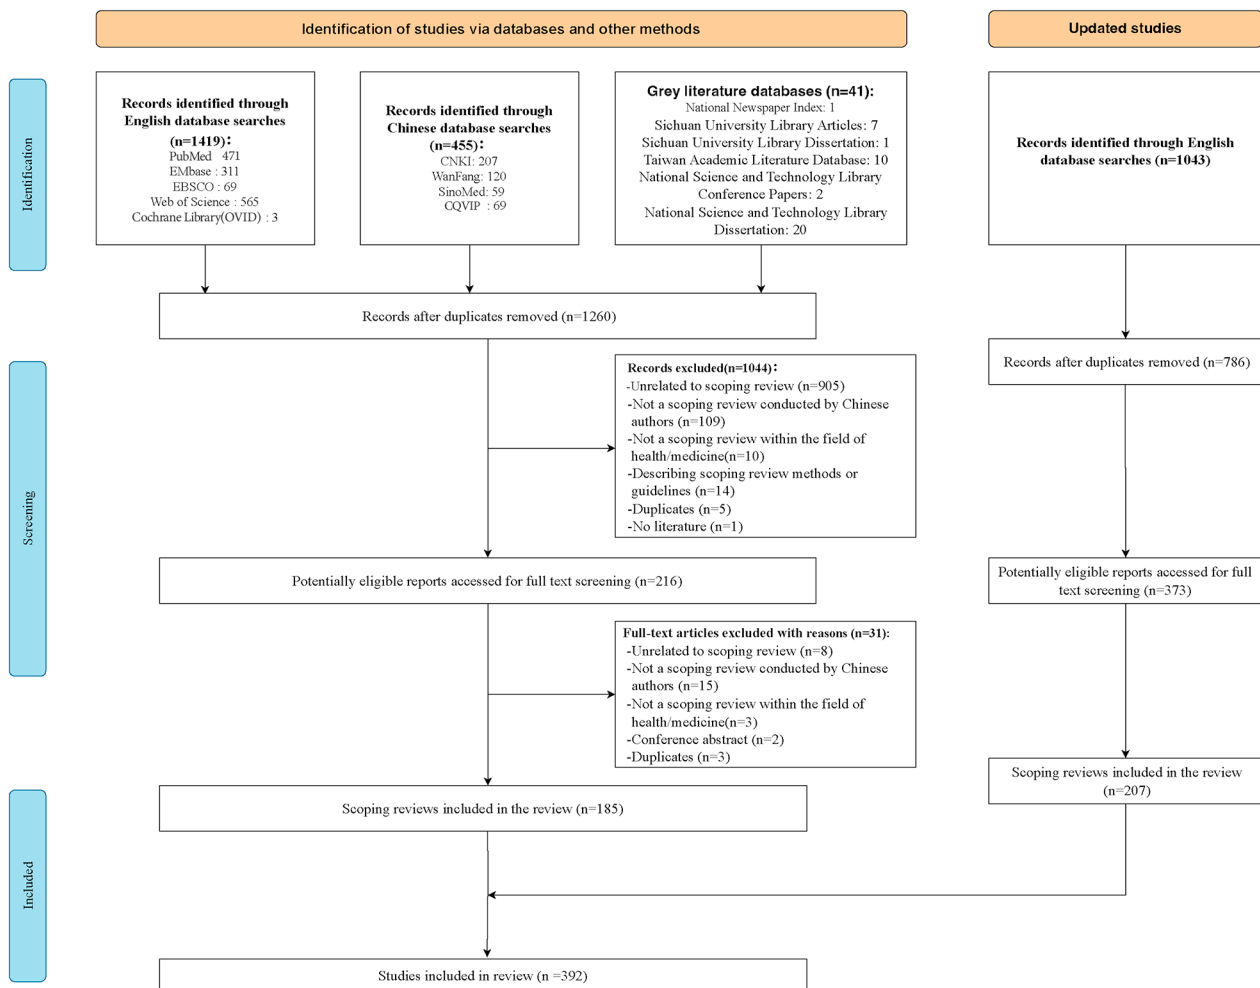 Identification of studies via databases and other methods
Updated studies
Identification
Records identified through
English database searches
(n=1419)：
PubMed 471
EMbase : 311
EBSCO : 69
Web of Science : 565
Cochrane Library(OVID) : 3
Records identified through
Chinese database searches
(n=455)：
CNKI: 207
WanFang: 120
SinoMed: 59
CQVIP : 69
Grey literature databases (n=41):
National Newspaper Index: 1
Sichuan University Library Articles: 7
Sichuan University Library Dissertation: 1
Taiwan Academic Literature Database: 10
National Science and Technology Library
Conference Papers: 2
National Science and Technology Library
Dissertation: 20
Records identified through English
database searches (n=1043)
Records after duplicates removed (n=1260)
Records after duplicates removed (n=786)
Screening
Records excluded(n=1044)：
-Unrelated to scoping review (n=905)
-Not a scoping review conducted by Chinese
authors (n=109)
-Not a scoping review within the field of
health/medicine(n=10)
-Describing scoping review methods or
guidelines (n=14)
-Duplicates (n=5)
-No literature (n=1)
Potentially eligible reports accessed for full text screening (n=216)
Potentially eligible reports accessed for full
text screening (n=373)
Full-text articles excluded with reasons (n=31):
-Unrelated to scoping review (n=8)
-Not a scoping review conducted by Chinese
authors (n=15)
-Not a scoping review within the field of
health/medicine(n=3)
-Conference abstract (n=2)
-Duplicates (n=3)
Included
Scoping reviews included in the review (n=185)
Scoping reviews included in the review
(n=207)
Studies included in review (n =392)